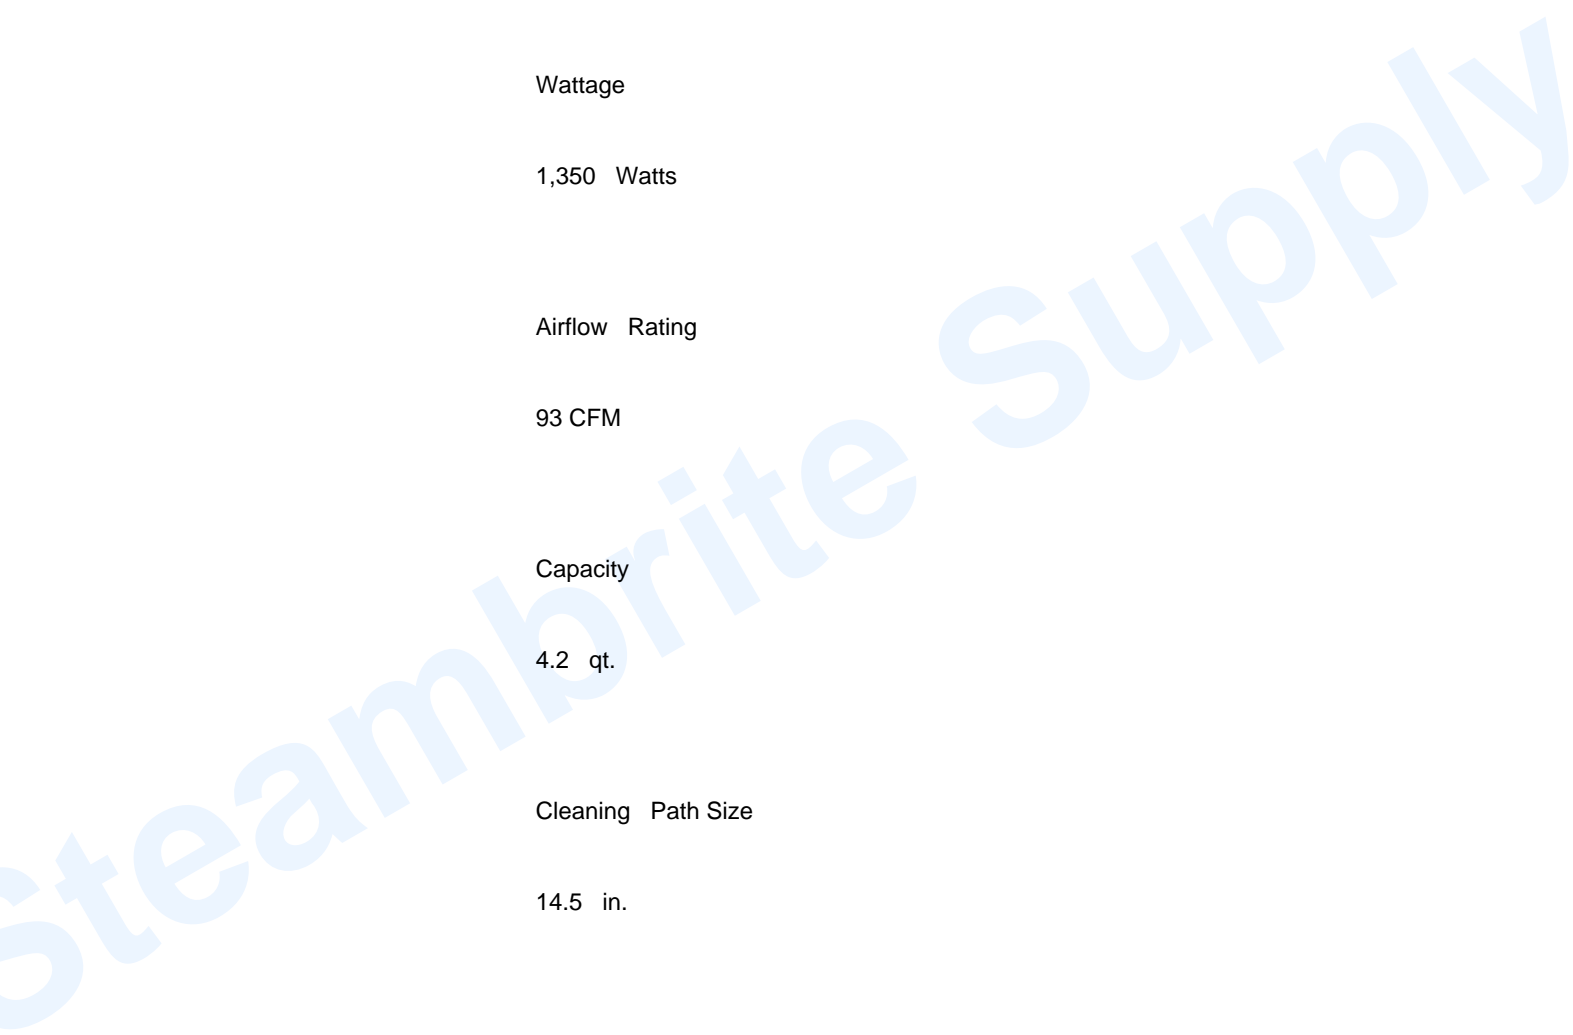 Wattage
1,350 Watts
Airflow Rating
93 CFM
Capacity
4.2 qt.
Cleaning Path Size
14.5 in.
Steambrite Supply